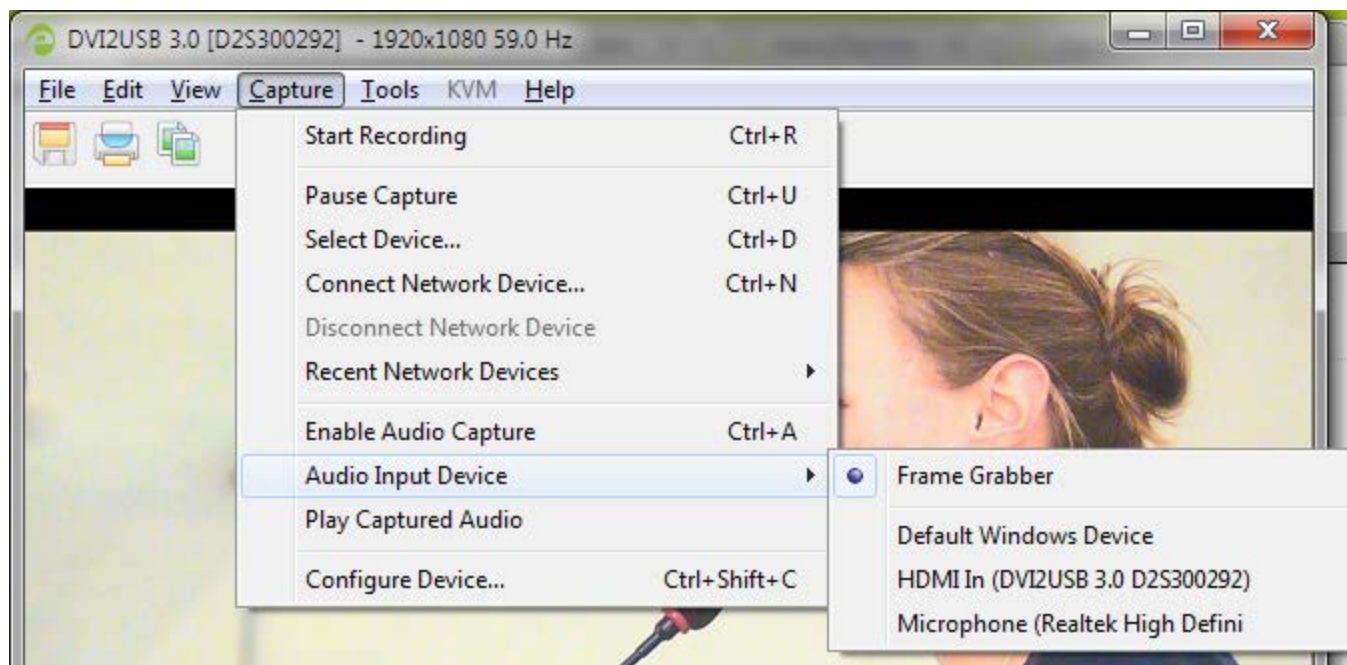 DVI2USB 3.0 [D2S300292] - 1920x1080 59.0 Hz
File Edit View Capture Tools KVM Help
Start Recording Ctrl+R
Pause Capture Ctrl+U
Select Device... Ctrl+D
Connect Network Device... Ctrl+N
Disconnect Network Device
Recent Network Devices
Enable Audio Capture Ctrl+A
Audio Input Device
Play Captured Audio
Configure Device... Ctrl+Shift+C
Frame Grabber
Default Windows Device
HDMI In (DVI2USB 3.0 D2S300292)
Microphone (Realtek High Defini